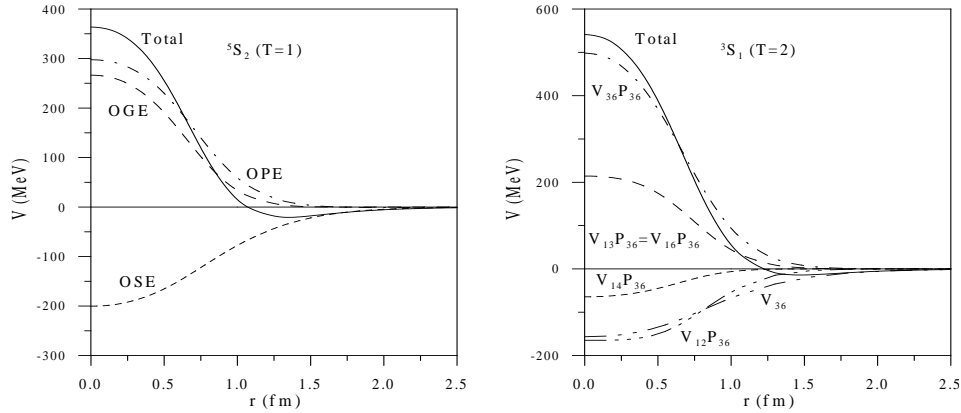 400
Total
⁵S₂ (T=1)
300
OGE
200
100
OPE
V (MeV)
0
-100
OSE
-200
-300
0.0 0.5 1.0 1.5 2.0 2.5
r (fm)
600
Total
³S₁ (T=2)
V₃₆P₃₆
400
V (MeV)
200
V₁₃P₃₆=V₁₆P₃₆
0
V₁₄P₃₆
V₃₆
V₁₂P₃₆
-200
0.0 0.5 1.0 1.5 2.0 2.5
r (fm)